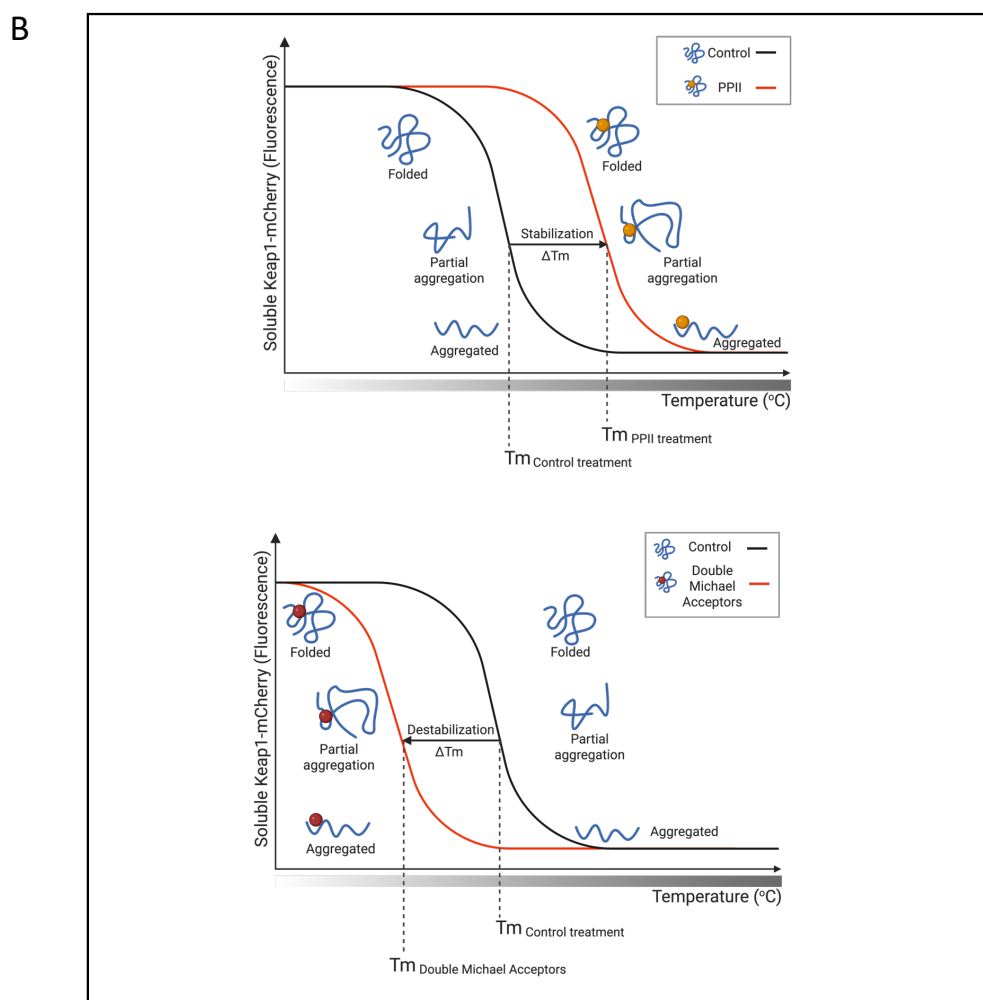 B
Soluble Keap1-mCherry (Fluorescence)
Control
PPII
Folded
Folded
Stabilization
ΔTm
Partial
aggregation
Partial
aggregation
Aggregated
Aggregated
Temperature (°C)
Tm PPII treatment
Tm Control treatment
Soluble Keap1-mCherry (Fluorescence)
Control
Double
Michael
Acceptors
Folded
Folded
Destabilization
ΔTm
Partial
aggregation
Partial
aggregation
Aggregated
Aggregated
Temperature (°C)
Tm Control treatment
Tm Double Michael Acceptors